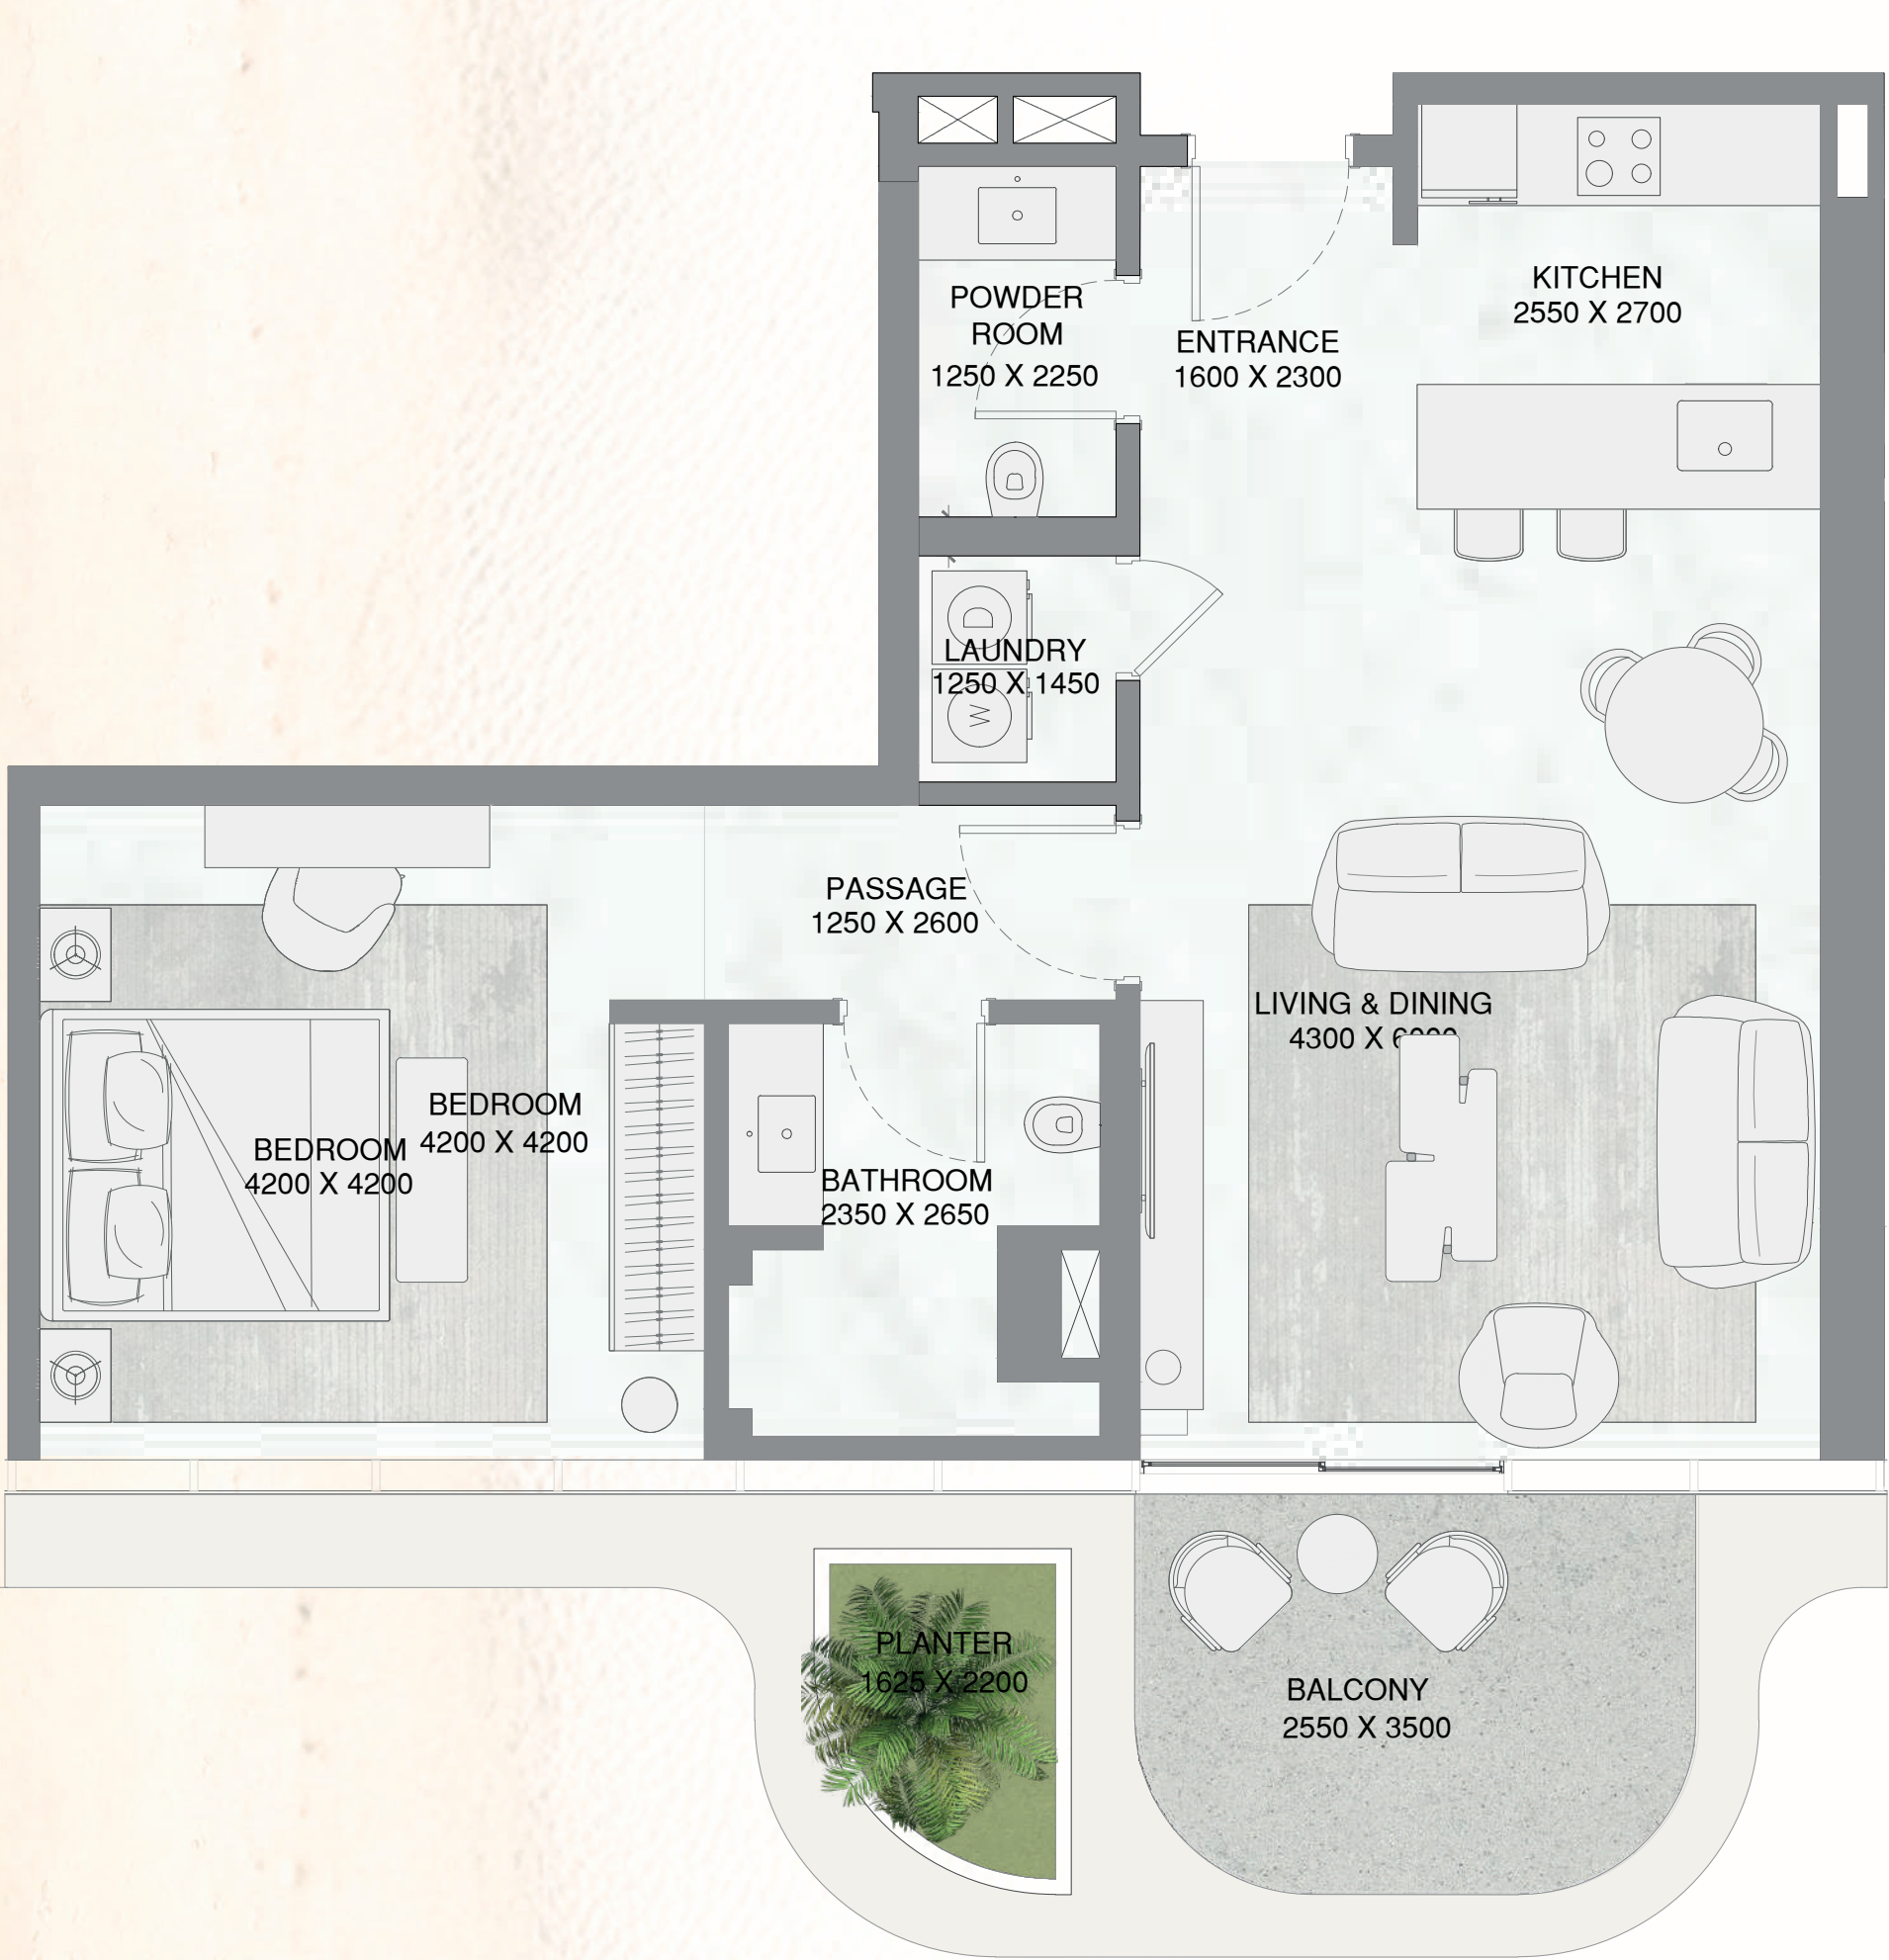 POWDER
ROOM
1250 X 2250
ENTRANCE
1600 X 2300
KITCHEN
2550 X 2700
D
LAUNDRY
1250 X 1450
W
PASSAGE
1250 X 2600
LIVING & DINING
4300 X 6000
BEDROOM
4200 X 4200
BEDROOM
4200 X 4200
BATHROOM
2350 X 2650
PLANTER
1625 X 2200
BALCONY
2550 X 3500